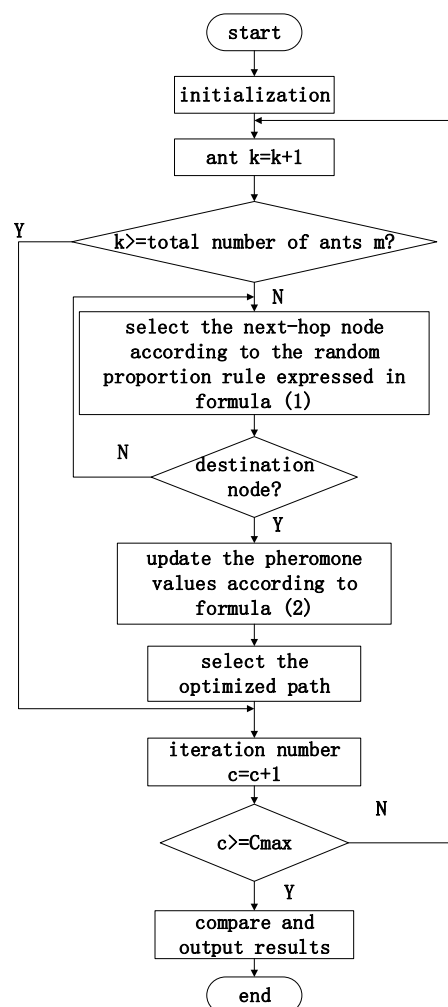 start
initialization
ant k=k+1
Y
k>=total number of ants m?
N
select the next-hop node
according to the random
proportion rule expressed in
formula (1)
N
destination
node?
Y
update the pheromone
values according to
formula (2)
select the
optimized path
iteration number
c=c+1
N
c>=Cmax
Y
compare and
output results
end